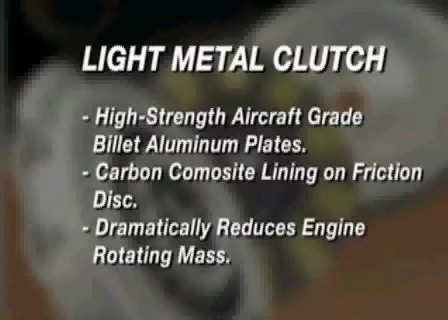 LIGHT METAL CLUTCH
- High-Strength Aircraft Grade
Billet Aluminum Plates.
- Carbon Comosite Lining on Friction
Disc.
- Dramatically Reduces Engine
Rotating Mass.